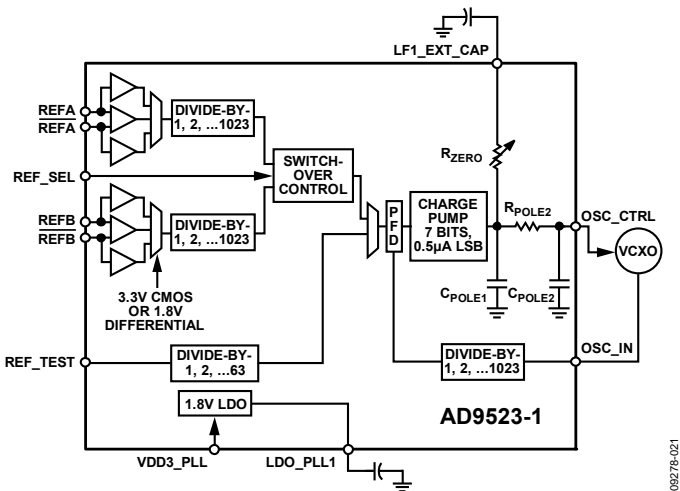 LF1_EXT_CAP
REFA
REFA
DIVIDE-BY-
1, 2, ...1023
RZERO
SWITCH-
OVER
CONTROL
REF_SEL
P
F
D
CHARGE
PUMP
7 BITS,
0.5µA LSB
RPOLE2
OSC_CTRL
VCXO
REFB
REFB
DIVIDE-BY-
1, 2, ...1023
CPOLE1
CPOLE2
3.3V CMOS
OR 1.8V
DIFFERENTIAL
REF_TEST
DIVIDE-BY-
1, 2, ...63
DIVIDE-BY-
1, 2, ...1023
OSC_IN
1.8V LDO
AD9523-1
VDD3_PLL
LDO_PLL1
09278-021